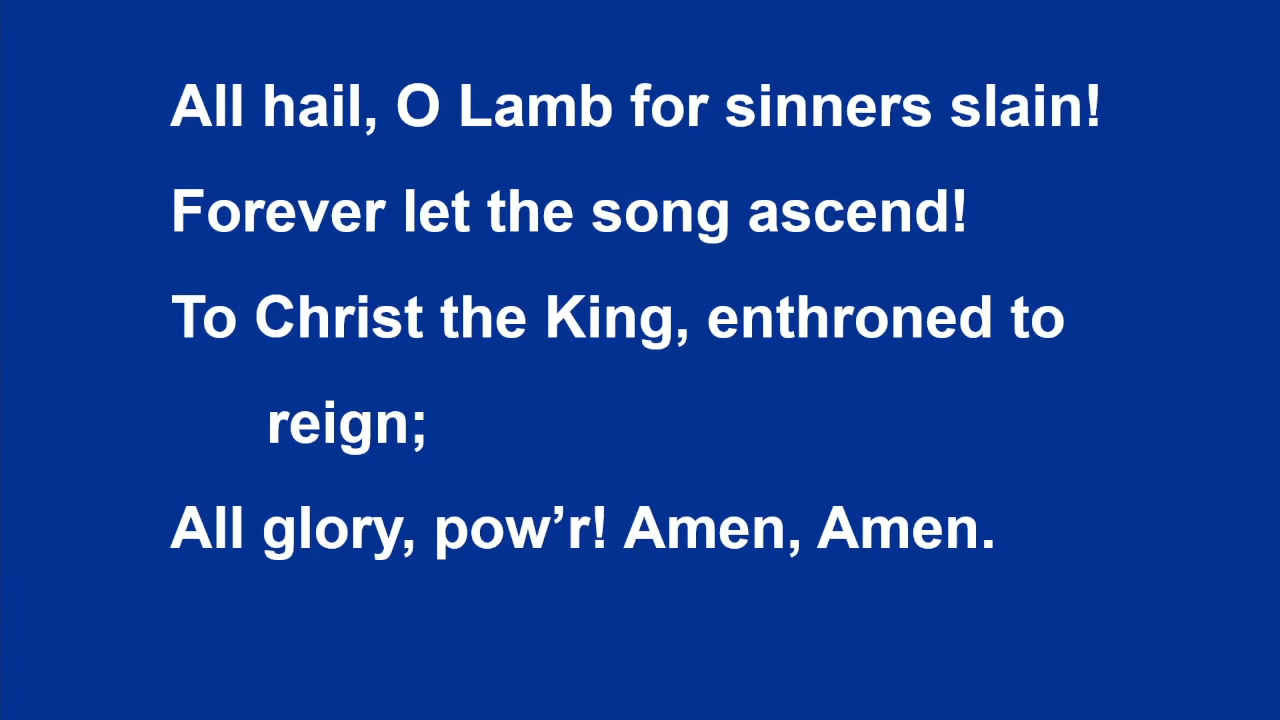 All hail, O Lamb for sinners slain!
Forever let the song ascend!
To Christ the King, enthroned to
reign;
All glory, pow’r! Amen, Amen.